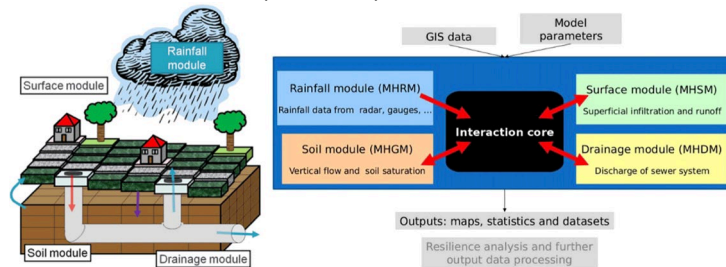 Rainfall
module
Surface module
Soil module
Drainage module
GIS data
Model
parameters
Rainfall module (MHRM)
Rainfall data from radar, gauges, ...
Surface module (MHSM)
Superficial infiltration and runoff
Interaction core
Soil module (MHGM)
Vertical flow and soil saturation
Drainage module (MHDM)
Discharge of sewer system
Outputs: maps, statistics and datasets
Resilience analysis and further
output data processing